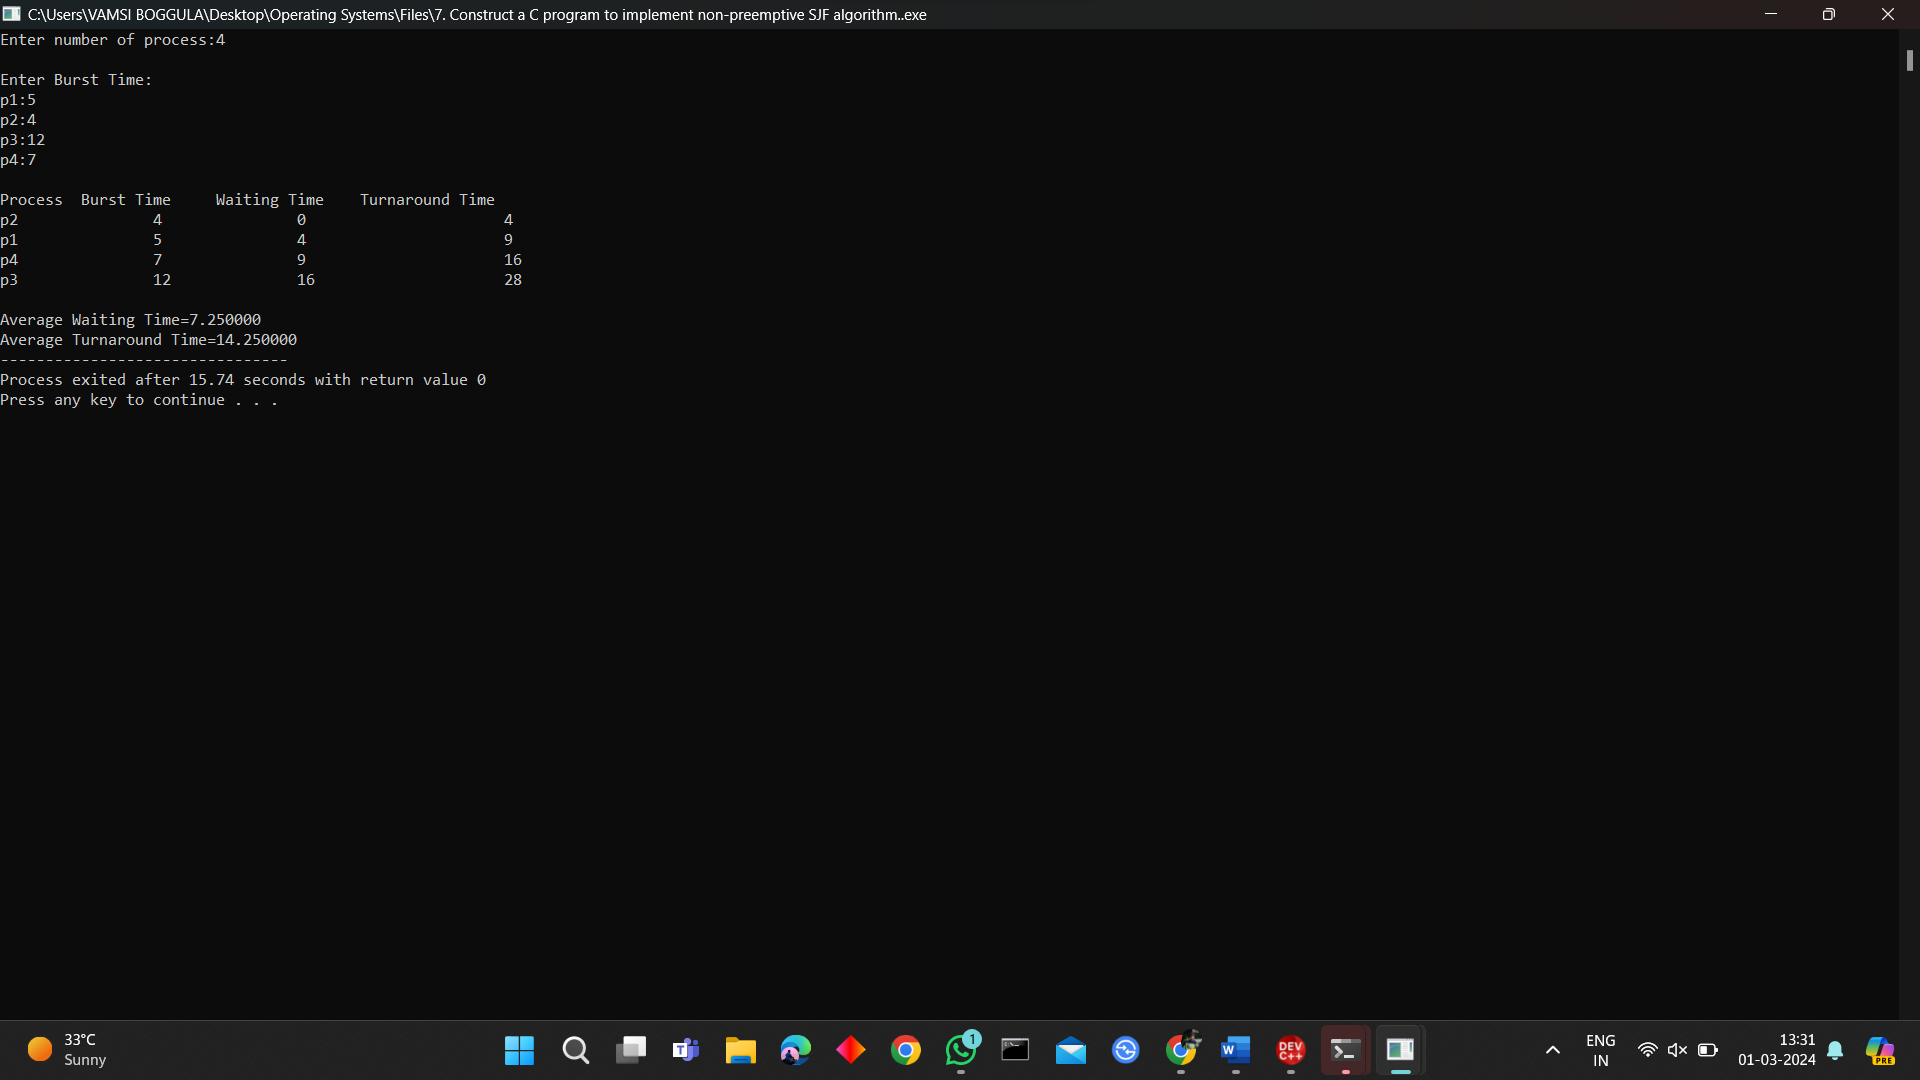 C:\Users\VAMSI BOGGULA\Desktop\Operating Systems\Files\7. Construct a C program to implement non-preemptive SJF algorithm..exe
Enter number of process:4
Enter Burst Time:
p1:5
p2:4
p3:12
p4:7
Process  Burst Time     Waiting Time    Turnaround Time
p2               4               0                      4
p1               5               4                      9
p4               7               9                      16
p3               12              16                     28
Average Waiting Time=7.250000
Average Turnaround Time=14.250000
--------------------------------
Process exited after 15.74 seconds with return value 0
Press any key to continue . . .
33°C
Sunny
1
T
W
DEV
C++
ENG
IN
13:31
01-03-2024
PRE